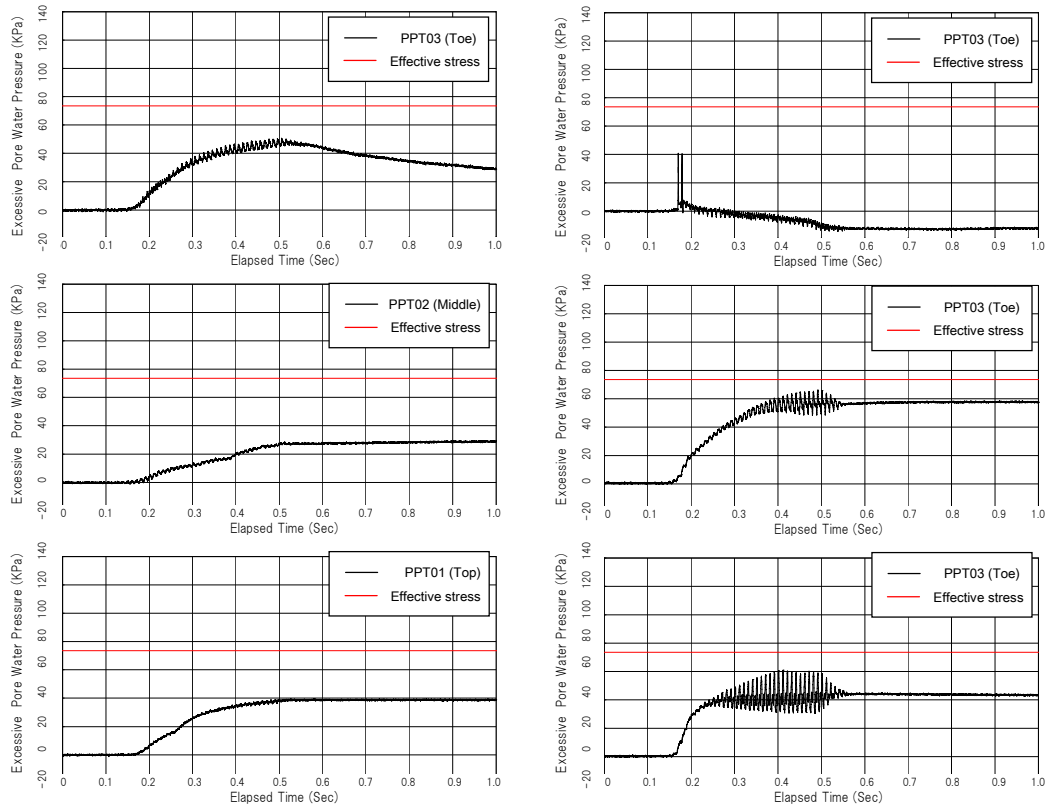 Excessive Pore Water Pressure (KPa)
140
120
100
80
60
40
20
0
-20
PPT03 (Toe)
Effective stress
0 0.1 0.2 0.3 0.4 0.5 0.6 0.7 0.8 0.9 1.0
Elapsed Time (Sec)
Excessive Pore Water Pressure (KPa)
140
120
100
80
60
40
20
0
-20
PPT03 (Toe)
Effective stress
0 0.1 0.2 0.3 0.4 0.5 0.6 0.7 0.8 0.9 1.0
Elapsed Time (Sec)
Excessive Pore Water Pressure (KPa)
140
120
100
80
60
40
20
0
-20
PPT02 (Middle)
Effective stress
0 0.1 0.2 0.3 0.4 0.5 0.6 0.7 0.8 0.9 1.0
Elapsed Time (Sec)
Excessive Pore Water Pressure (KPa)
140
120
100
80
60
40
20
0
-20
PPT03 (Toe)
Effective stress
0 0.1 0.2 0.3 0.4 0.5 0.6 0.7 0.8 0.9 1.0
Elapsed Time (Sec)
Excessive Pore Water Pressure (KPa)
140
120
100
80
60
40
20
0
-20
PPT01 (Top)
Effective stress
0 0.1 0.2 0.3 0.4 0.5 0.6 0.7 0.8 0.9 1.0
Elapsed Time (Sec)
Excessive Pore Water Pressure (KPa)
140
120
100
80
60
40
20
0
-20
PPT03 (Toe)
Effective stress
0 0.1 0.2 0.3 0.4 0.5 0.6 0.7 0.8 0.9 1.0
Elapsed Time (Sec)